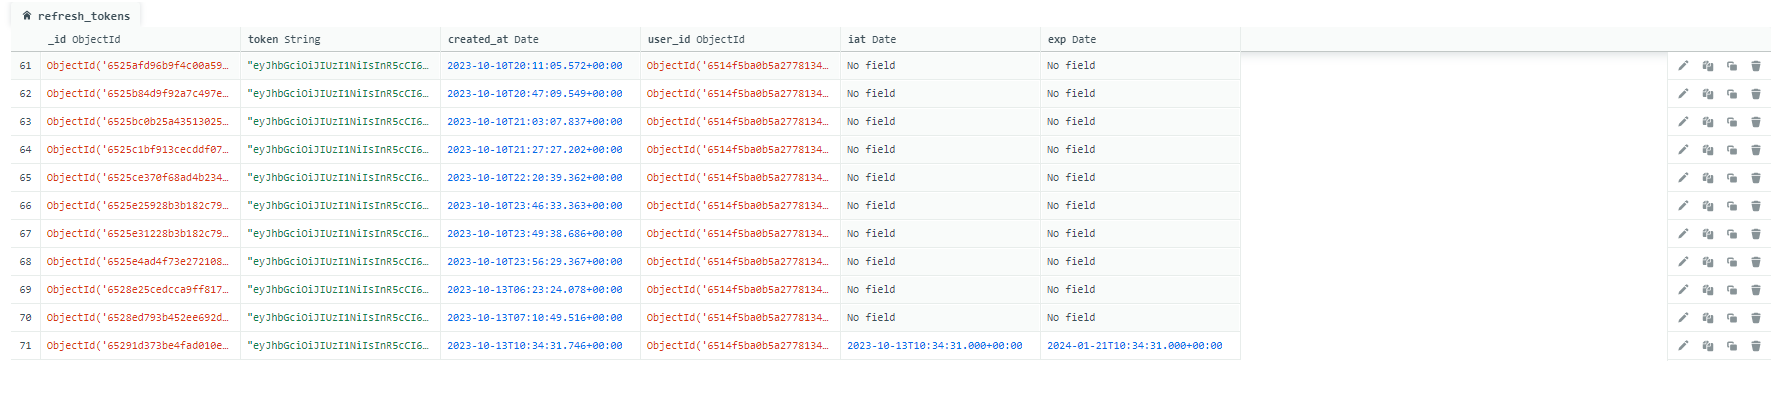 refresh_tokens
_id ObjectId token String created_at Date user_id ObjectId iat Date exp Date
61 ObjectId('6525afd96b9f4c00a59… "eyJhbGciOiJIUzI1NiIsInR5cCI6… 2023-10-10T20:11:05.572+00:00 ObjectId('6514f5ba0b5a2778134… No field No field
62 ObjectId('6525b84d9f92a7c497e… "eyJhbGciOiJIUzI1NiIsInR5cCI6… 2023-10-10T20:47:09.549+00:00 ObjectId('6514f5ba0b5a2778134… No field No field
63 ObjectId('6525bc0b25a43513025… "eyJhbGciOiJIUzI1NiIsInR5cCI6… 2023-10-10T21:03:07.837+00:00 ObjectId('6514f5ba0b5a2778134… No field No field
64 ObjectId('6525c1bf913cecddf07… "eyJhbGciOiJIUzI1NiIsInR5cCI6… 2023-10-10T21:27:27.202+00:00 ObjectId('6514f5ba0b5a2778134… No field No field
65 ObjectId('6525ce370f68ad4b234… "eyJhbGciOiJIUzI1NiIsInR5cCI6… 2023-10-10T22:20:39.362+00:00 ObjectId('6514f5ba0b5a2778134… No field No field
66 ObjectId('6525e25928b3b182c79… "eyJhbGciOiJIUzI1NiIsInR5cCI6… 2023-10-10T23:46:33.363+00:00 ObjectId('6514f5ba0b5a2778134… No field No field
67 ObjectId('6525e31228b3b182c79… "eyJhbGciOiJIUzI1NiIsInR5cCI6… 2023-10-10T23:49:38.686+00:00 ObjectId('6514f5ba0b5a2778134… No field No field
68 ObjectId('6525e4ad4f73e272108… "eyJhbGciOiJIUzI1NiIsInR5cCI6… 2023-10-10T23:56:29.367+00:00 ObjectId('6514f5ba0b5a2778134… No field No field
69 ObjectId('6528e25cedcca9ff817… "eyJhbGciOiJIUzI1NiIsInR5cCI6… 2023-10-13T06:23:24.078+00:00 ObjectId('6514f5ba0b5a2778134… No field No field
70 ObjectId('6528ed793b452ee692d… "eyJhbGciOiJIUzI1NiIsInR5cCI6… 2023-10-13T07:10:49.516+00:00 ObjectId('6514f5ba0b5a2778134… No field No field
71 ObjectId('65291d373be4fad010e… "eyJhbGciOiJIUzI1NiIsInR5cCI6… 2023-10-13T10:34:31.746+00:00 ObjectId('6514f5ba0b5a2778134… 2023-10-13T10:34:31.000+00:00 2024-01-21T10:34:31.000+00:00